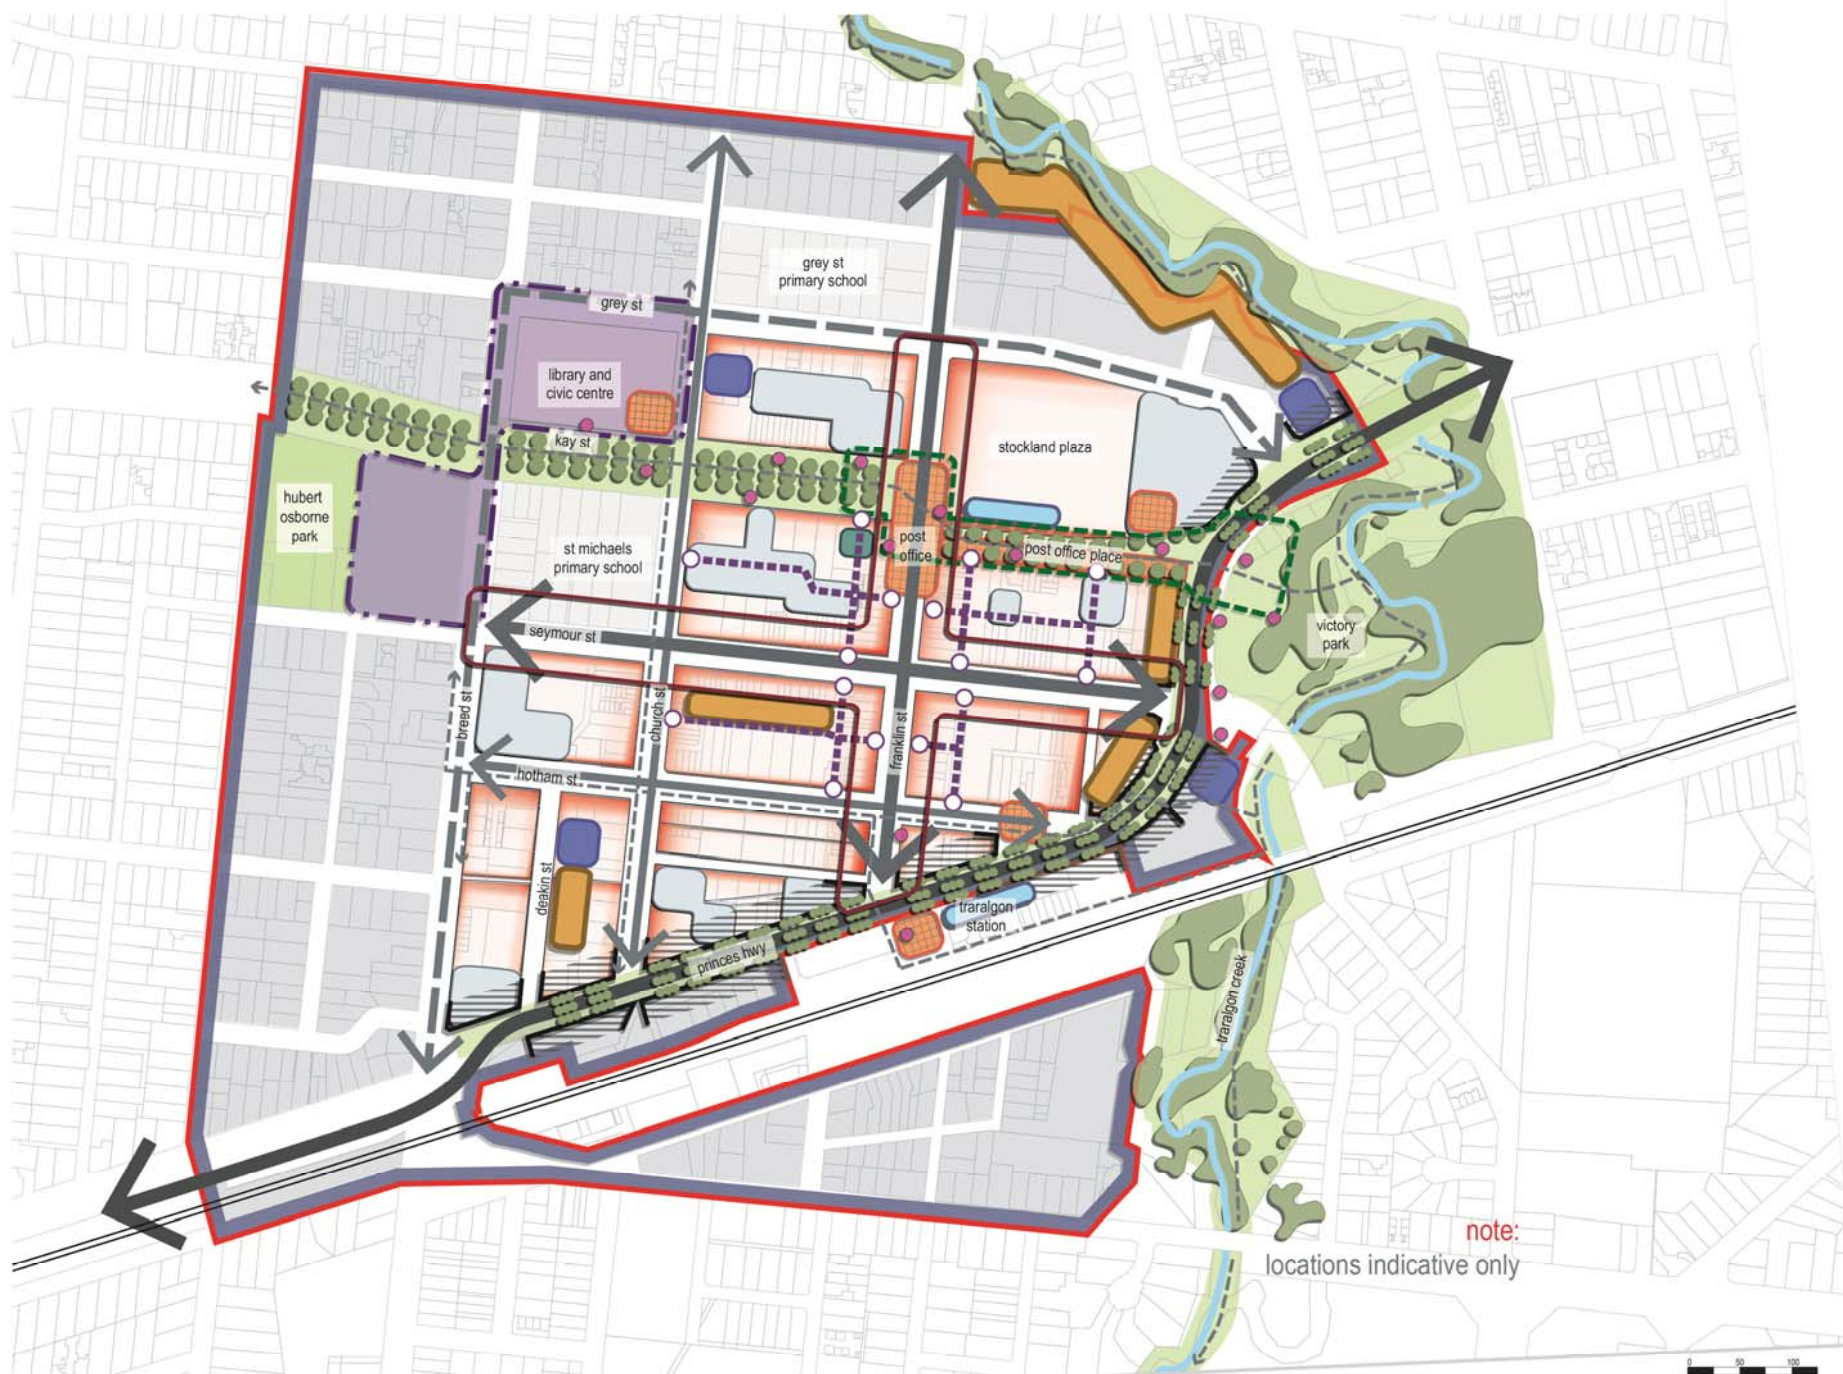 grey st
primary school
grey st
library and
civic centre
kay st
stockland plaza
hubert
osborne
park
st michaels
primary school
post
office
post office place
seymour st
victory
park
breed st
church st
franklin st
hotham st
deakin st
traralgon
station
princes hwy
traralgon creek
note:
locations indicative only
0 50 100